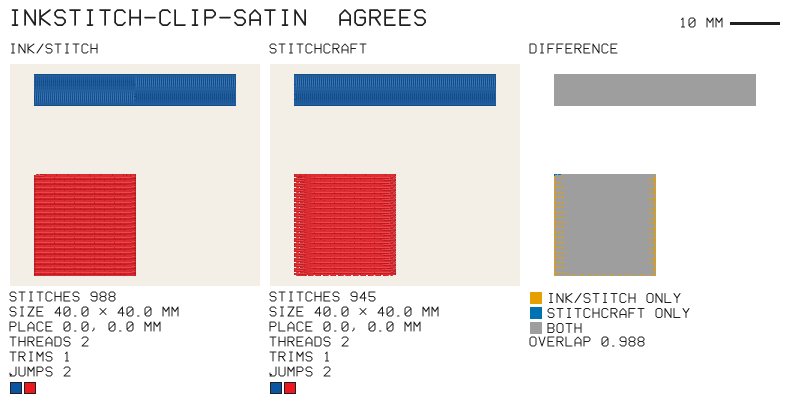 INKSTITCH-CLIP-SATIN AGREES
10 MM
INK/STITCH
STITCHCRAFT
DIFFERENCE
STITCHES 988
SIZE 40.0 × 40.0 MM
PLACE 0.0, 0.0 MM
THREADS 2
TRIMS 1
JUMPS 2
STITCHES 945
SIZE 40.0 × 40.0 MM
PLACE 0.0, 0.0 MM
THREADS 2
TRIMS 1
JUMPS 2
INK/STITCH ONLY
STITCHCRAFT ONLY
BOTH
OVERLAP 0.988